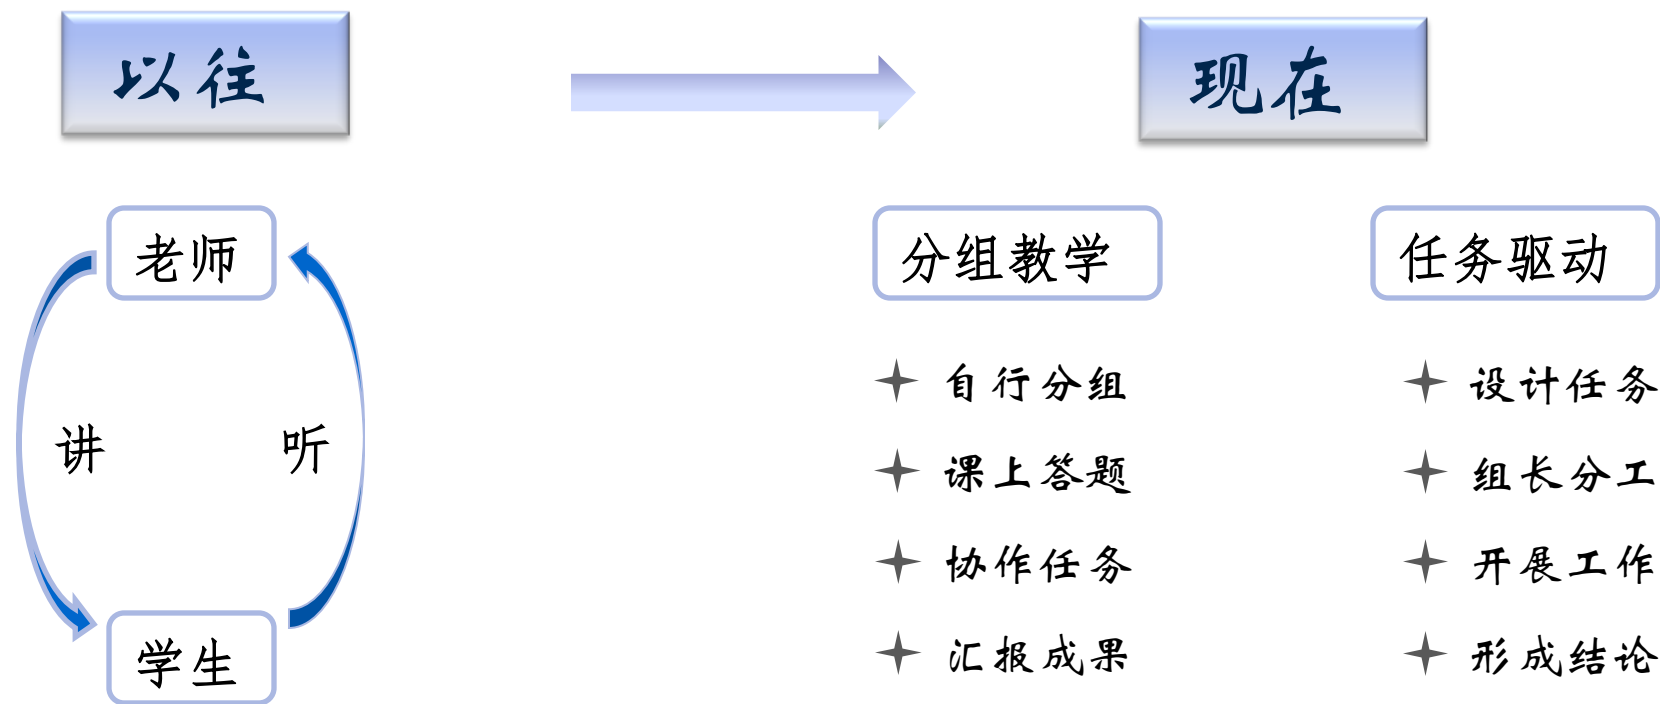 以往
现在
老师
分组教学
任务驱动
讲
听
学生
自行分组
课上答题
协作任务
汇报成果
设计任务
组长分工
开展工作
形成结论